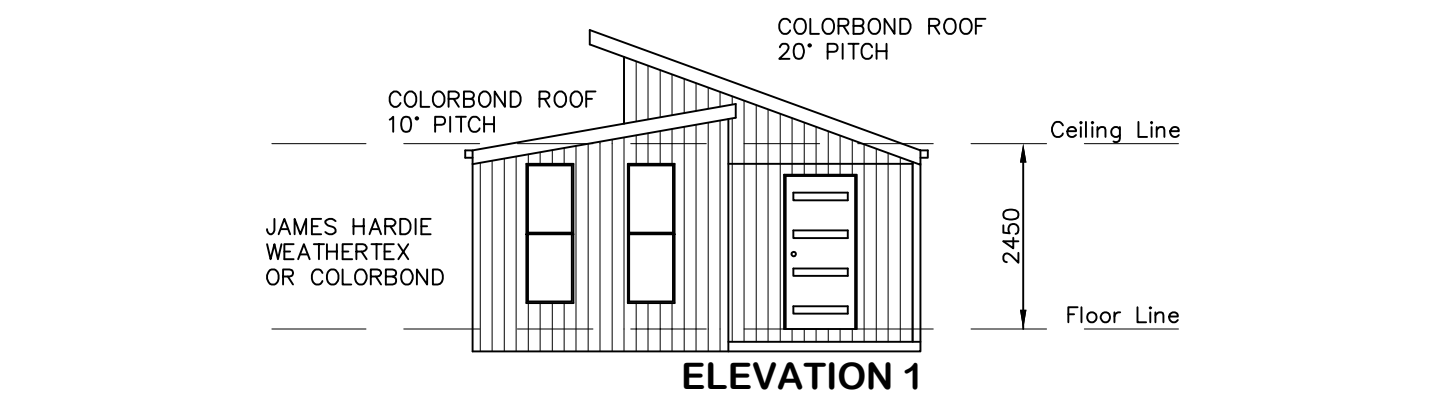 COLORBOND ROOF
20° PITCH
COLORBOND ROOF
10° PITCH
Ceiling Line
JAMES HARDIE
WEATHERTEX
OR COLORBOND
2450
Floor Line
ELEVATION 1